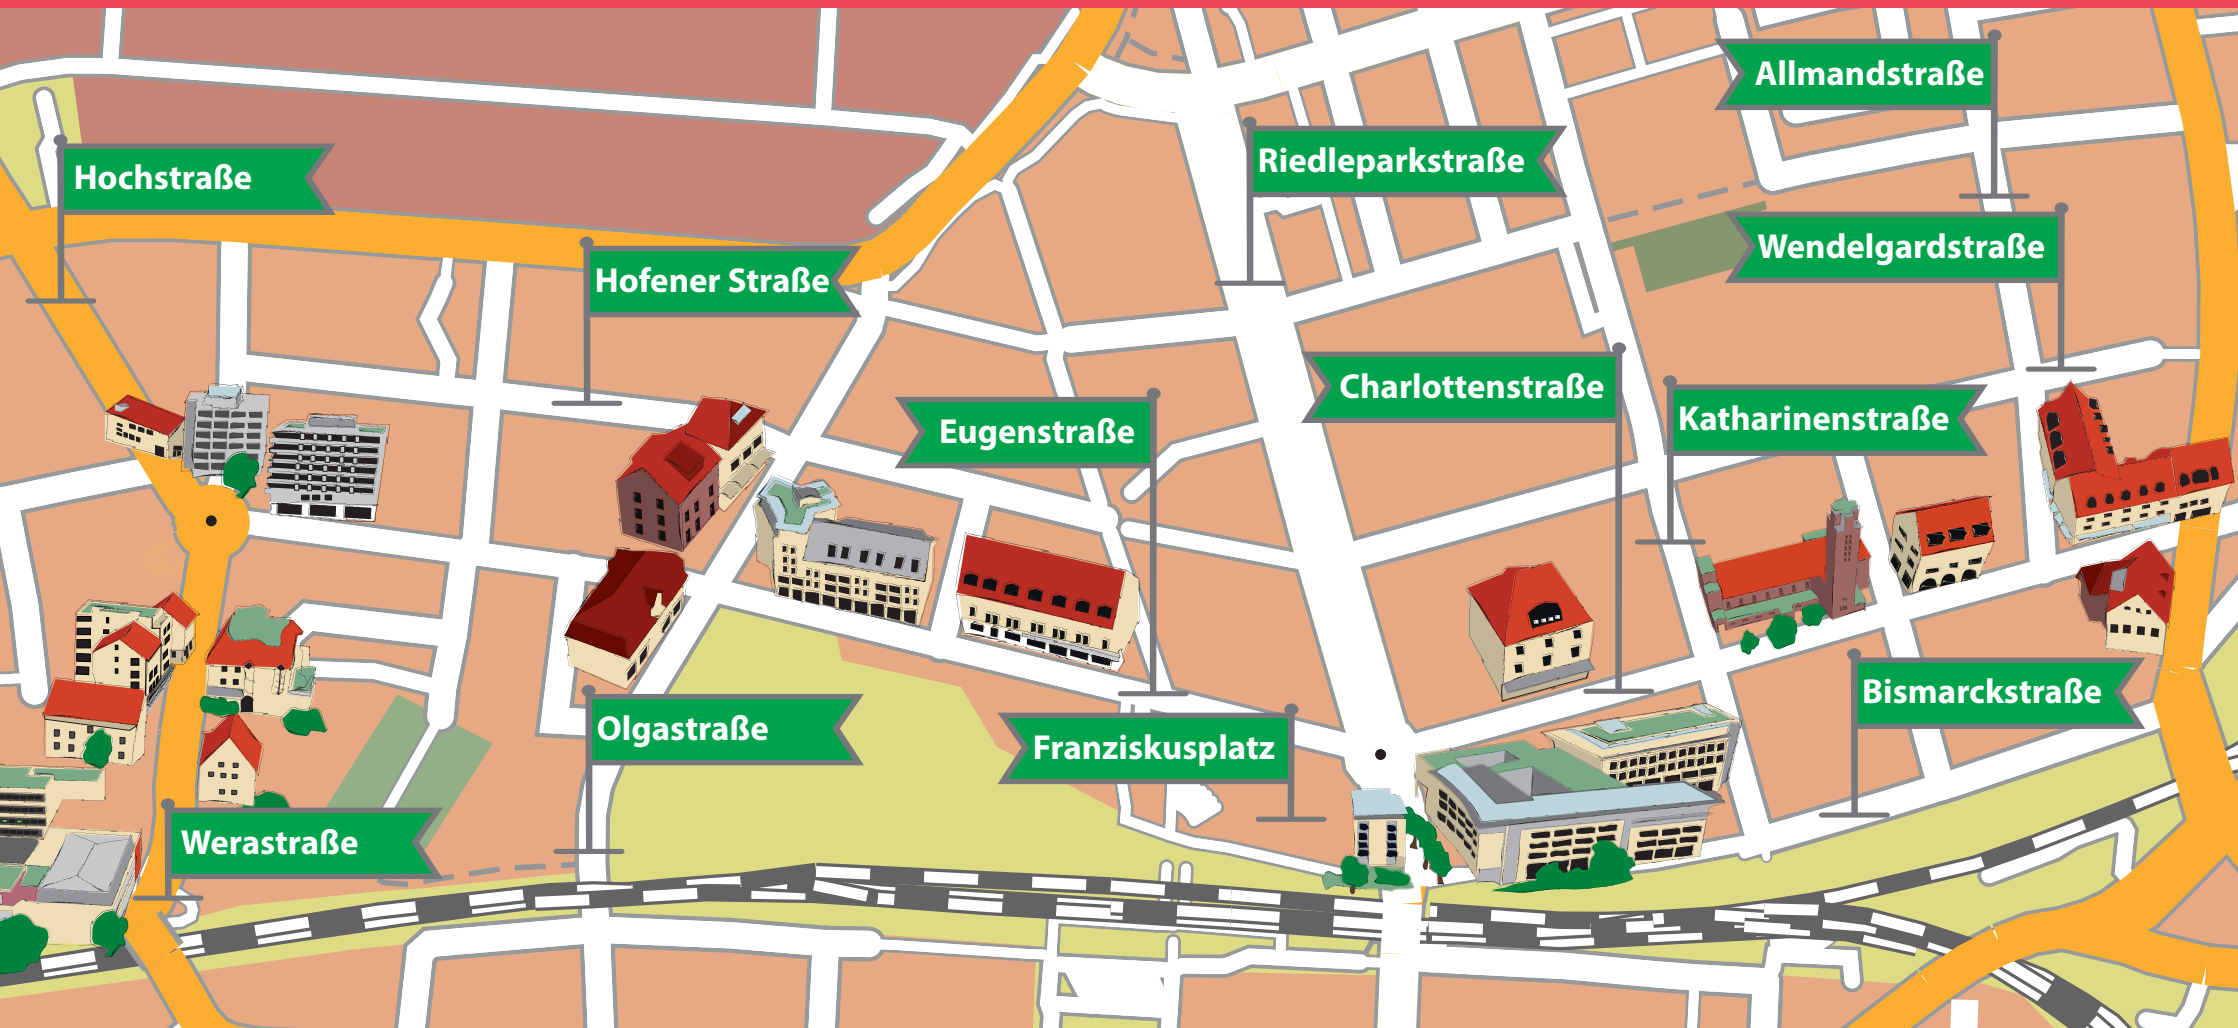 Allmandstraße
Riedleparkstraße
Hochstraße
Wendelgardstraße
Hofener Straße
Charlottenstraße
Katharinenstraße
Eugenstraße
Bismarckstraße
Olgastraße
Franziskusplatz
Werastraße